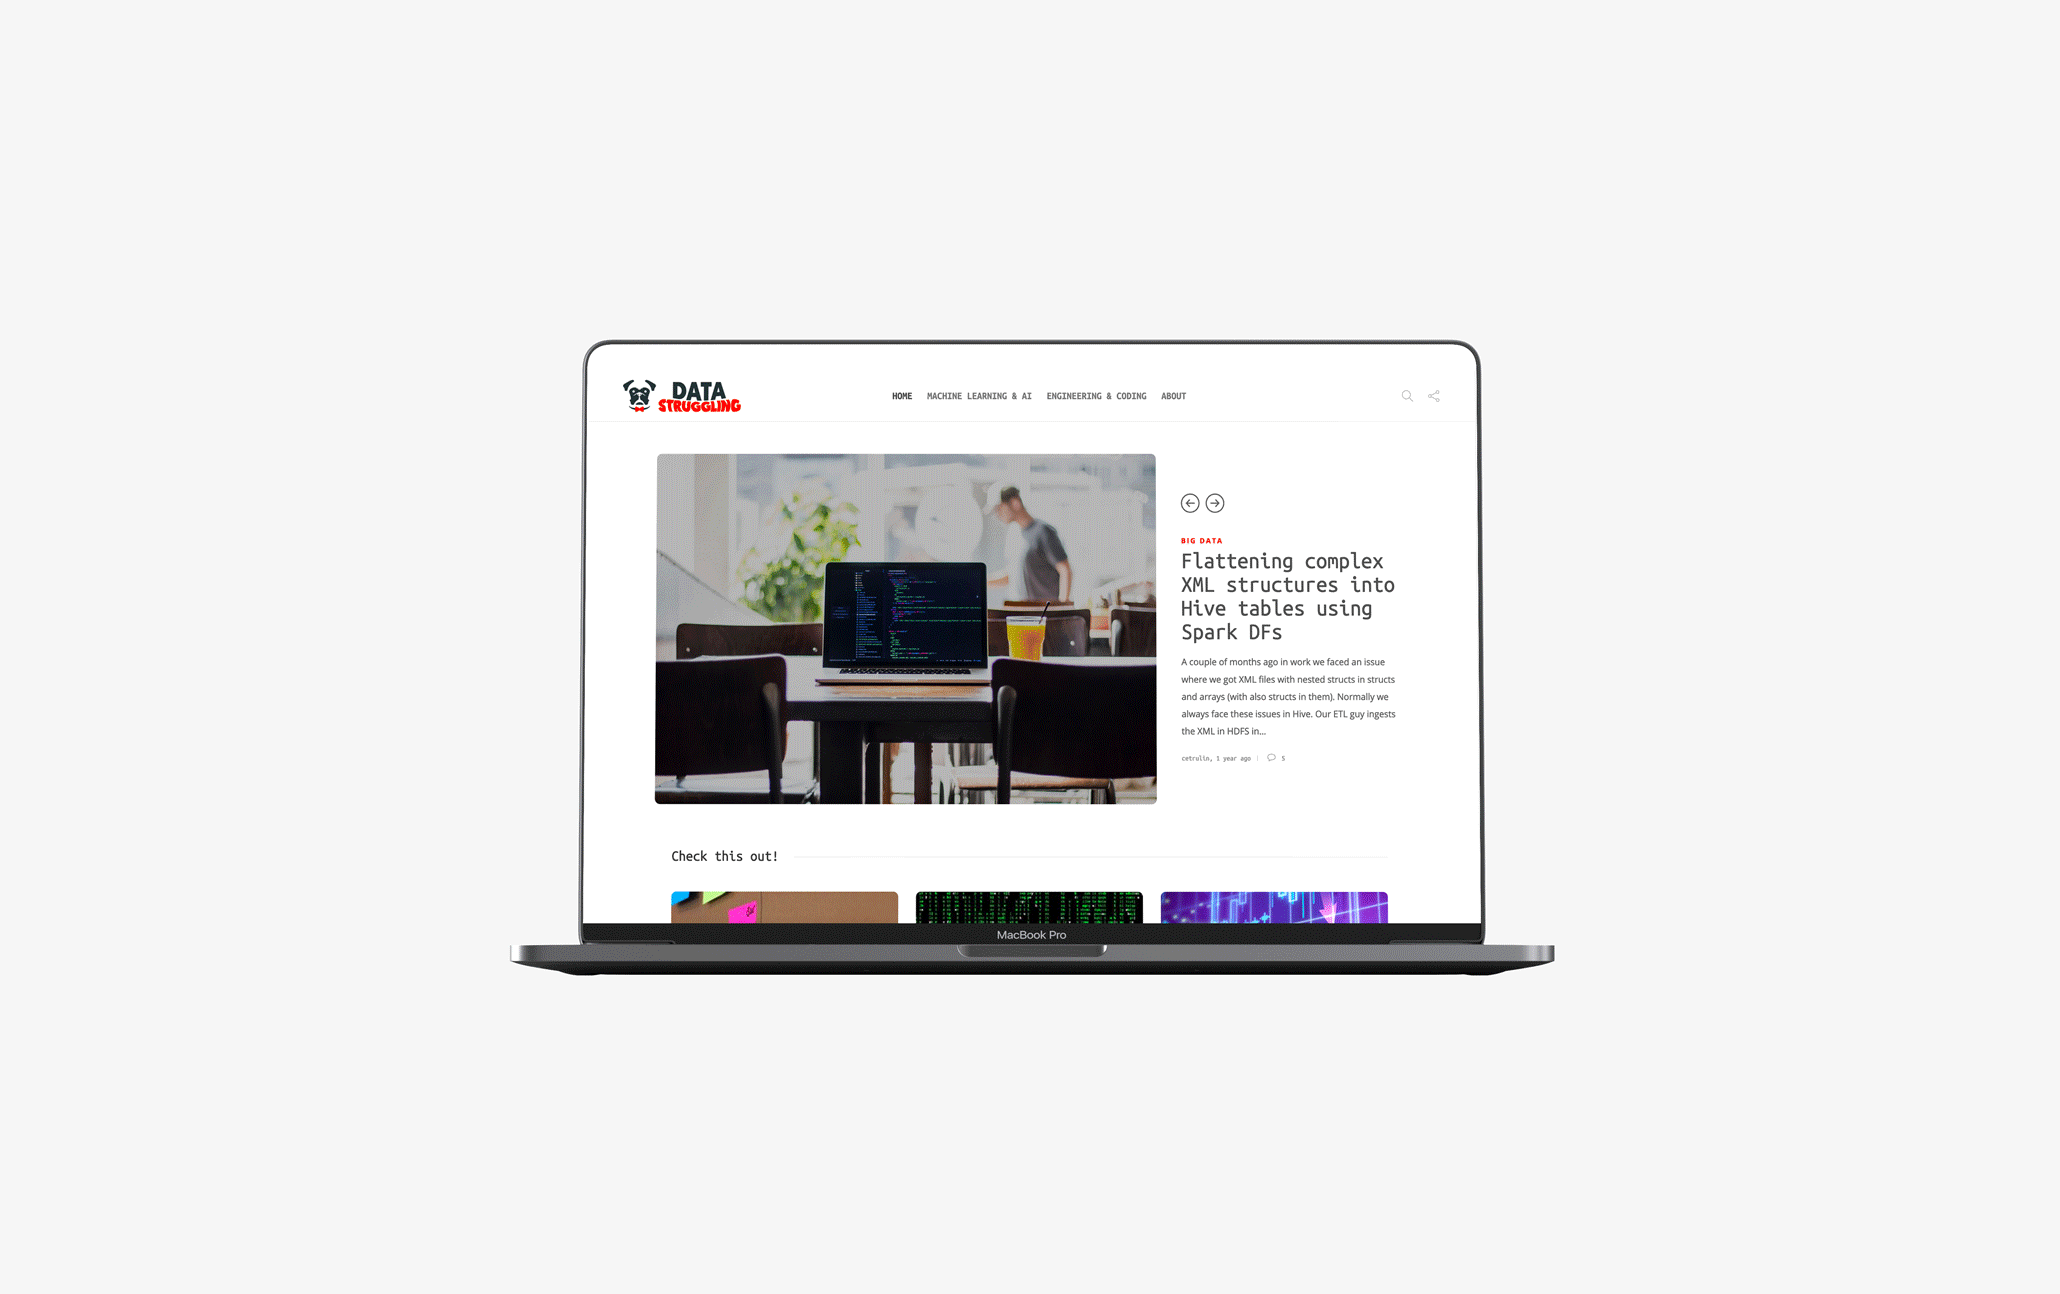 DATA
STRUGGLING
HOME MACHINE LEARNING & AI ENGINEERING & CODING ABOUT
BIG DATA
Flattening complex
XML structures into
Hive tables using
Spark DFs
A couple of months ago in work we faced an issue
where we got XML files with nested structs in structs
and arrays (with also structs in them). Normally we
always face these issues in Hive. Our ETL guy ingests
the XML in HDFS in...
cetrulin, 1 year ago 5
Check this out!
MacBook Pro